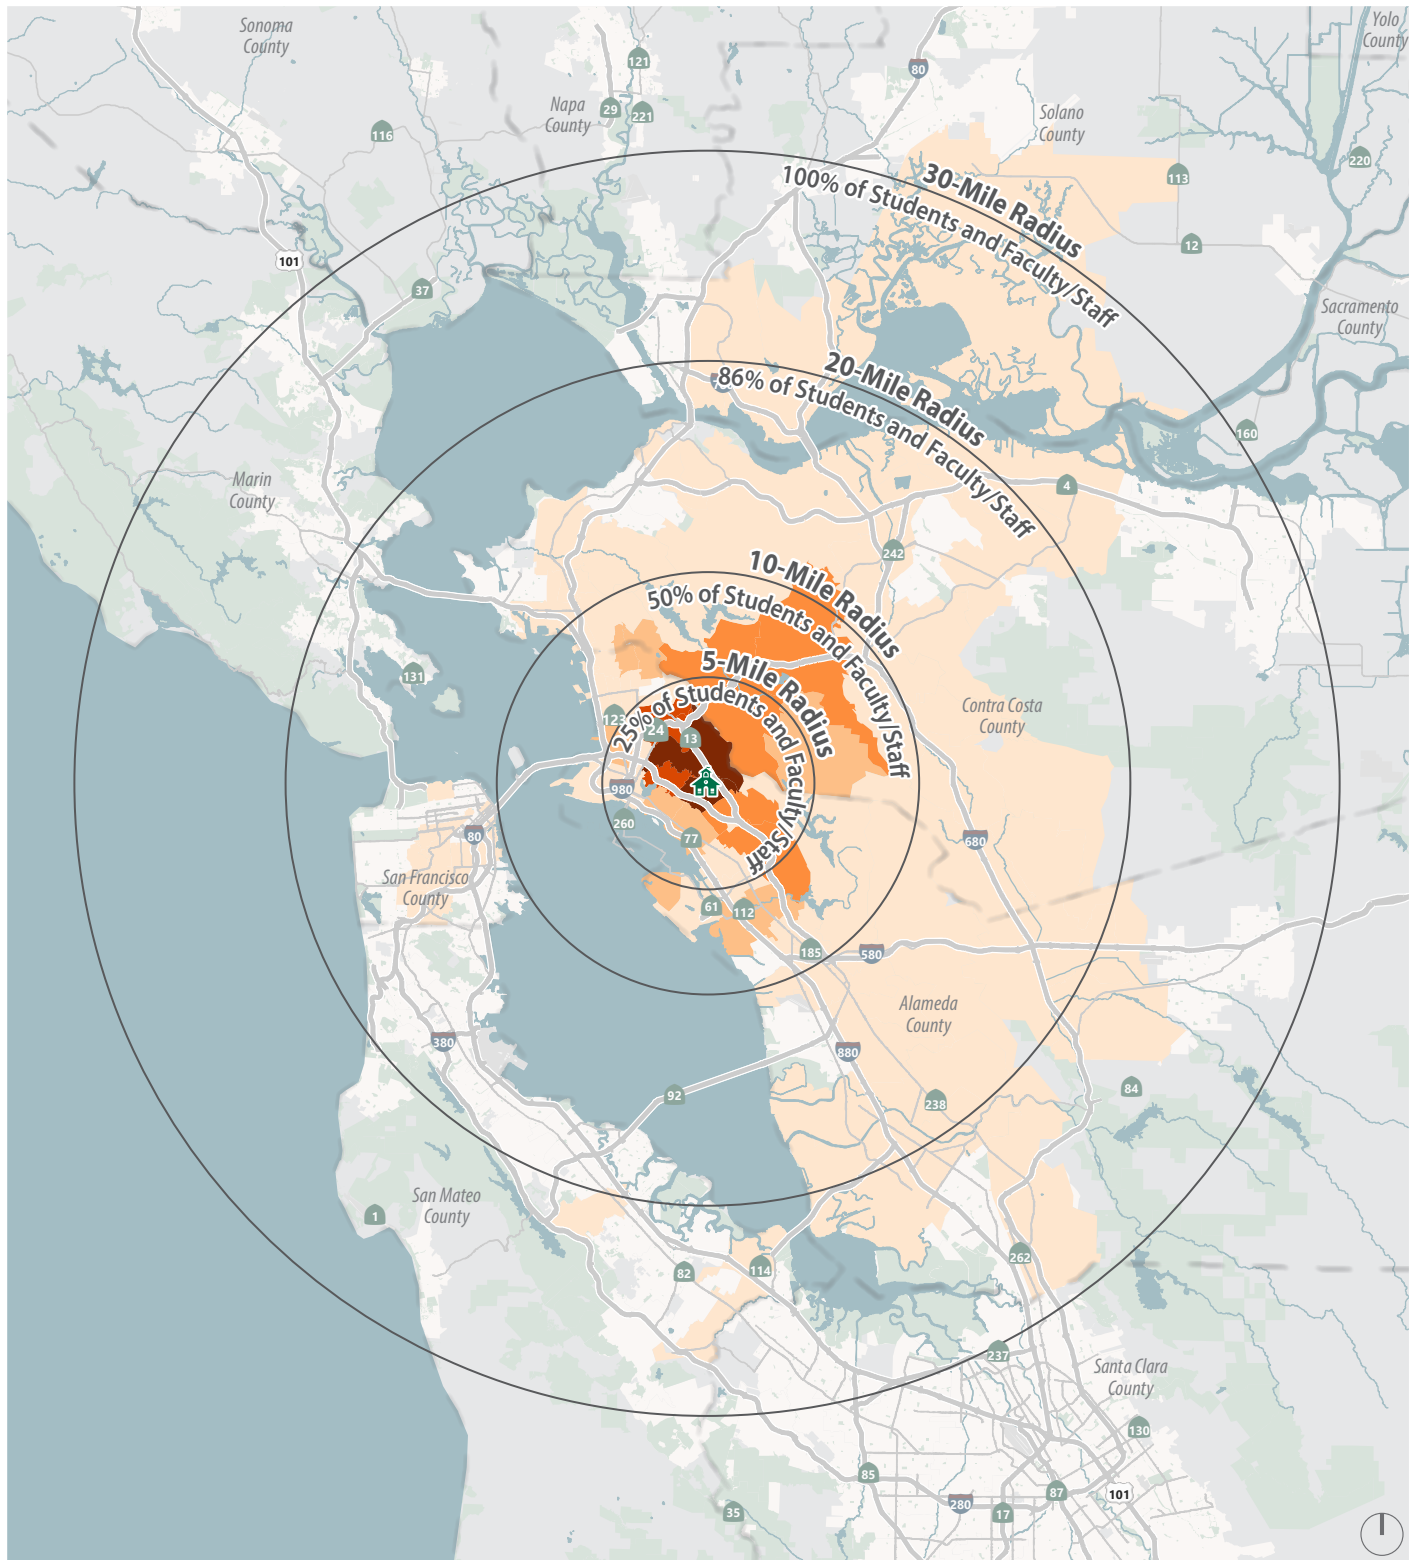 Sonoma
County
Yolo
County
121
80
Napa
County
29
221
Solano
County
116
220
113
30-Mile Radius
100% of Students and Faculty/Staff
12
101
37
Sacramento
County
20-Mile Radius
86% of Students and Faculty/Staff
160
Marin
County
4
242
10-Mile Radius
50% of Students and Faculty/Staff
5-Mile Radius
25% of Students and Faculty/Staff
131
Contra Costa
County
123
24
13
980
260
80
77
680
San Francisco
County
61
112
185
580
Alameda
County
380
880
84
92
238
San Mateo
County
1
262
114
82
237
Santa Clara
County
130
85
87
101
280
17
35